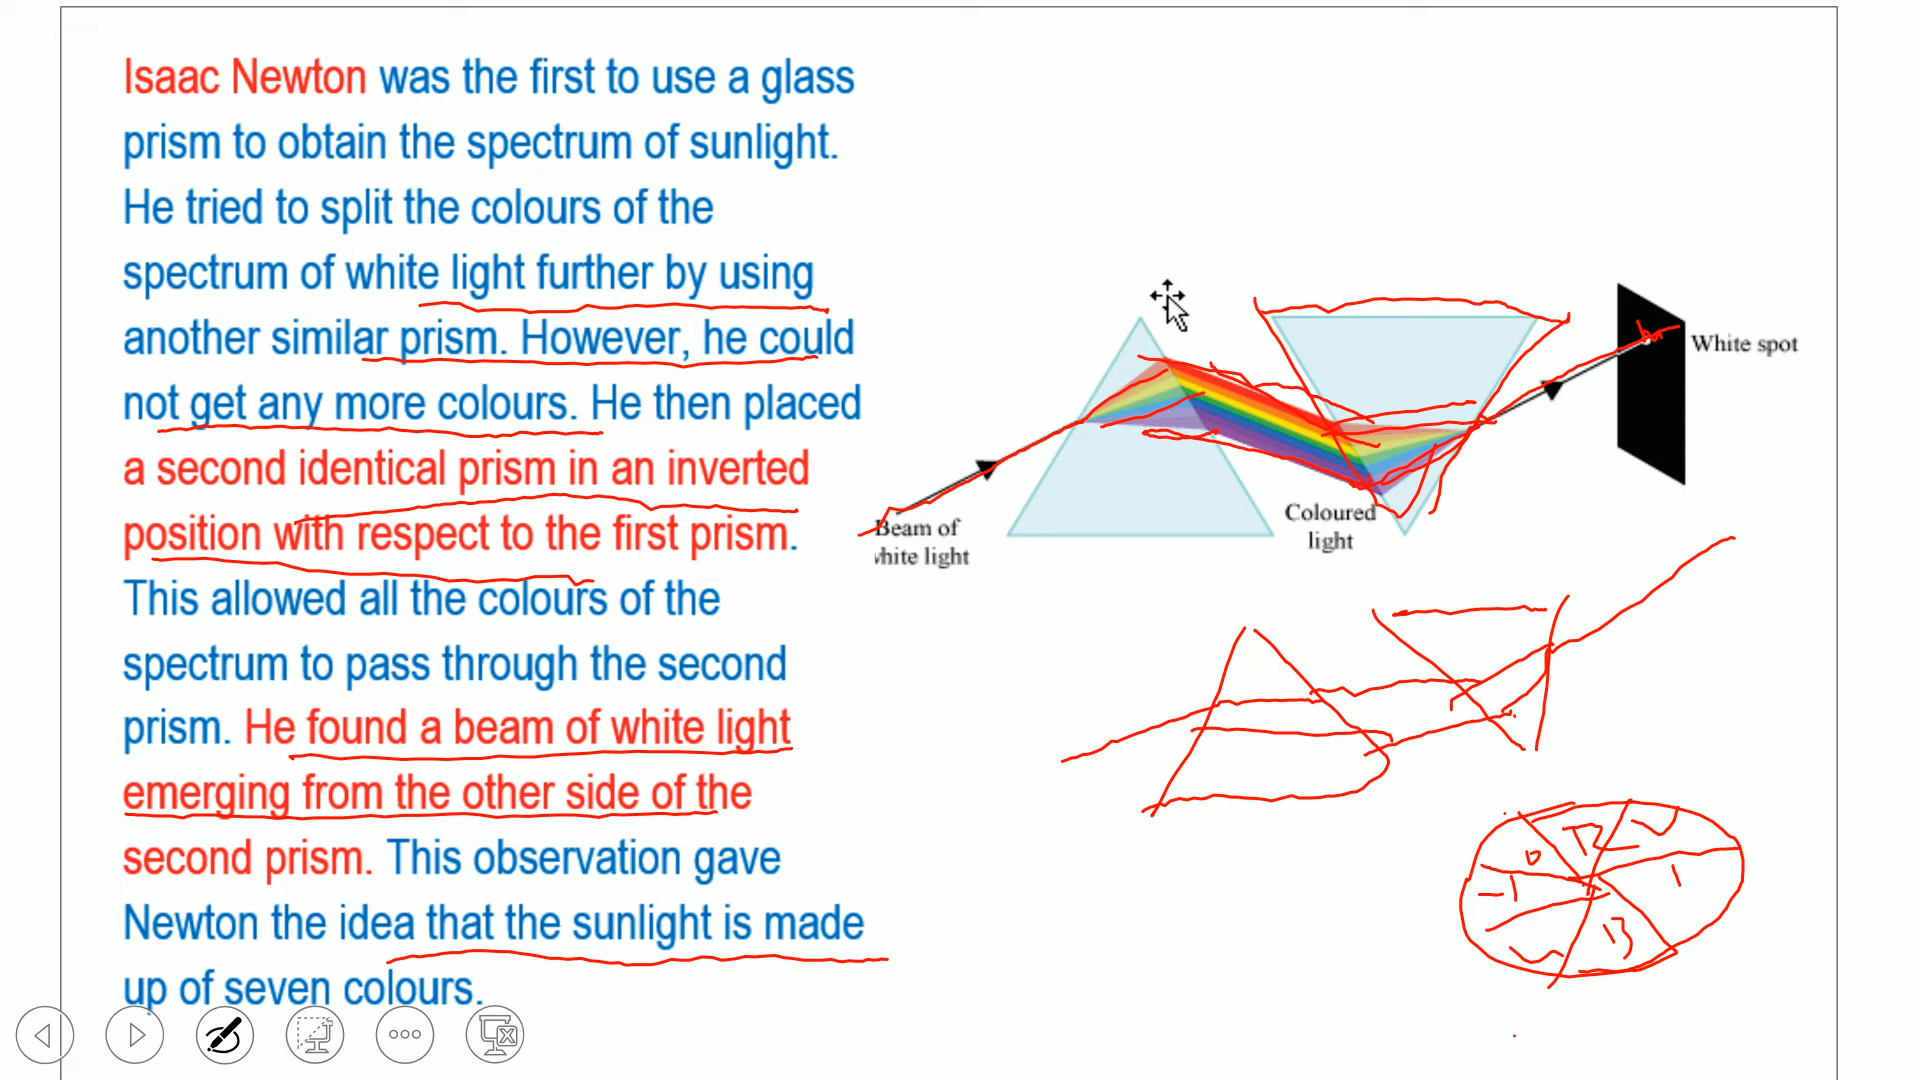 Isaac Newton was the first to use a glass
prism to obtain the spectrum of sunlight.
He tried to split the colours of the
spectrum of white light further by using
another similar prism. However, he could
not get any more colours. He then placed
a second identical prism in an inverted
position with respect to the first prism.
This allowed all the colours of the
spectrum to pass through the second
prism. He found a beam of white light
emerging from the other side of the
second prism. This observation gave
Newton the idea that the sunlight is made
up of seven colours.
White spot
Coloured
light
Beam of
white light
R
V
I
B